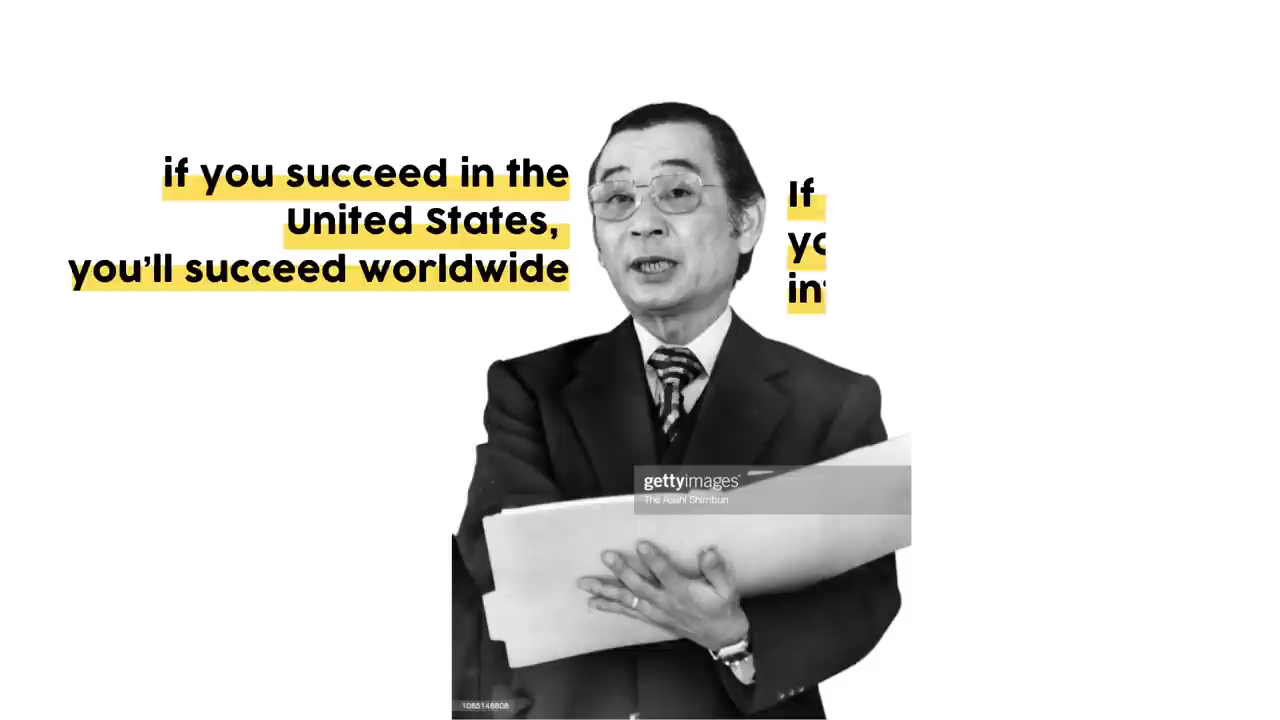 if you succeed in the
United States,
you'll succeed worldwide
If
gettyimages®
The Asahi Shimbun
1085148808